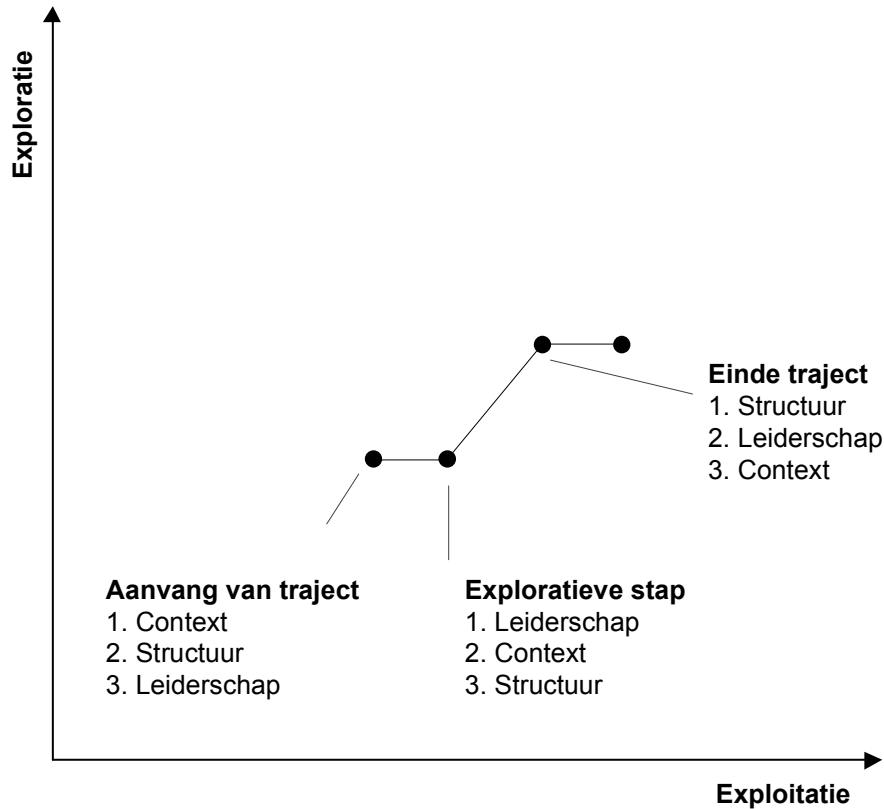 Exploratie
Einde traject
1. Structuur
2. Leiderschap
3. Context
Aanvang van traject
1. Context
2. Structuur
3. Leiderschap
Exploratieve stap
1. Leiderschap
2. Context
3. Structuur
Exploitatie